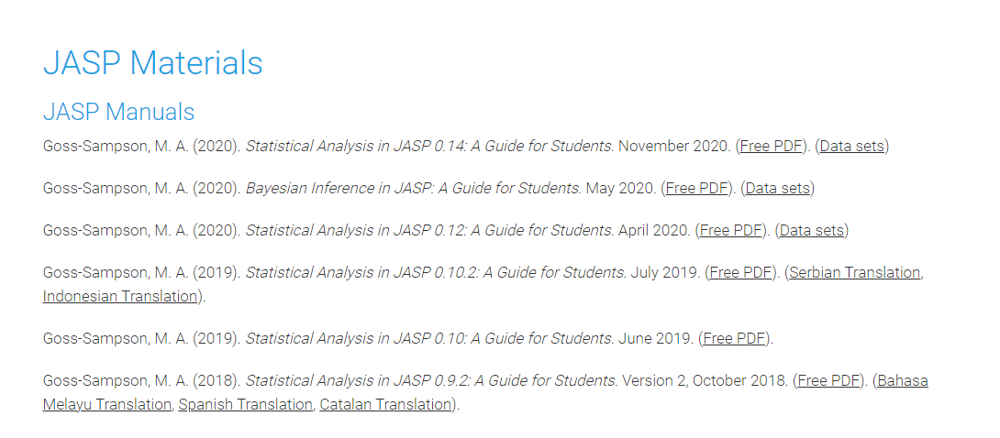 JASP Materials
JASP Manuals
Goss-Sampson, M. A. (2020). Statistical Analysis in JASP 0.14: A Guide for Students. November 2020. (Free PDF). (Data sets)
Goss-Sampson, M. A. (2020). Bayesian Inference in JASP: A Guide for Students. May 2020. (Free PDF). (Data sets)
Goss-Sampson, M. A. (2020). Statistical Analysis in JASP 0.12: A Guide for Students. April 2020. (Free PDF). (Data sets)
Goss-Sampson, M. A. (2019). Statistical Analysis in JASP 0.10.2: A Guide for Students. July 2019. (Free PDF). (Serbian Translation,
Indonesian Translation).
Goss-Sampson, M. A. (2019). Statistical Analysis in JASP 0.10: A Guide for Students. June 2019. (Free PDF).
Goss-Sampson, M. A. (2018). Statistical Analysis in JASP 0.9.2: A Guide for Students. Version 2, October 2018. (Free PDF). (Bahasa
Melayu Translation, Spanish Translation, Catalan Translation).